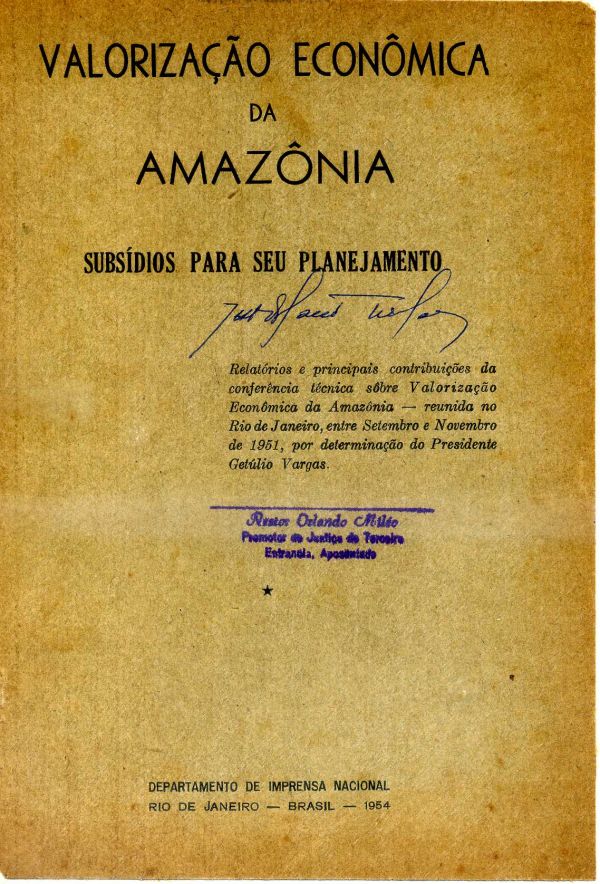 VALORIZAÇÃO ECONÔMICA
DA
AMAZÔNIA
SUBSÍDIOS PARA SEU PLANEJAMENTO
Relatórios e principais contribuições da
conferência técnica sôbre Valorização
Econômica da Amazônia — reunida no
Rio de Janeiro, entre Setembro e Novembro
de 1951, por determinação do Presidente
Getúlio Vargas.
Orlando
Promotor de Justiça de Terceira
Entrancia, Aposentado
DEPARTAMENTO DE IMPRENSA NACIONAL
RIO DE JANEIRO — BRASIL — 1954